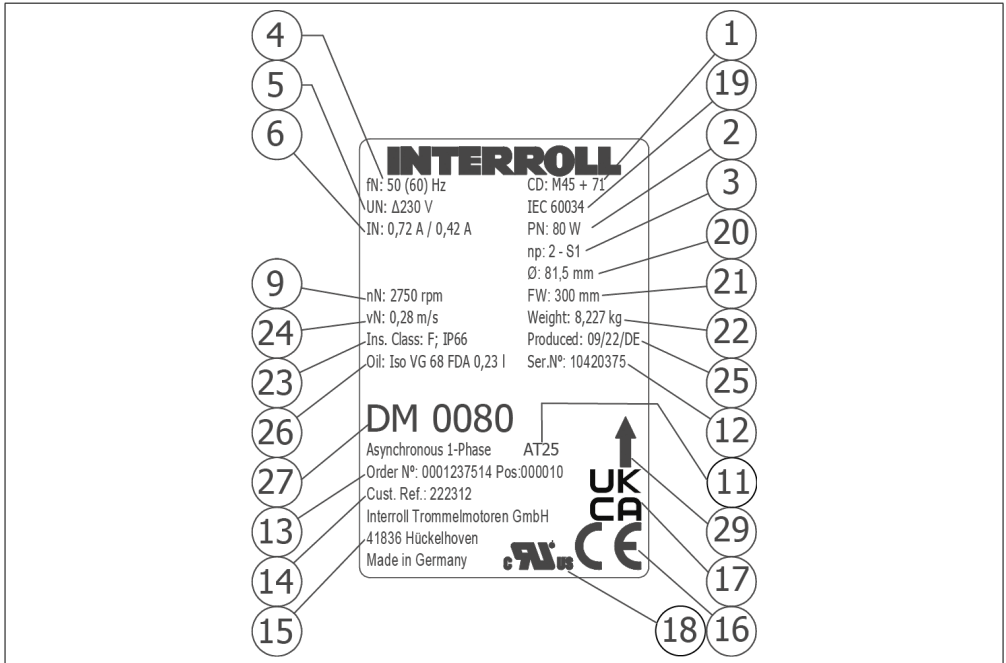 4
5
6
9
24
23
26
27
13
14
15
INTERROLL
fN: 50 (60) Hz
UN: Δ230 V
IN: 0,72 A / 0,42 A
CD: M45 + 71
IEC 60034
PN: 80 W
np: 2 - S1
Ø: 81,5 mm
FW: 300 mm
Weight: 8,227 kg
Produced: 09/22/DE
Ser.Nº: 10420375
nN: 2750 rpm
vN: 0,28 m/s
Ins. Class: F; IP66
Oil: Iso VG 68 FDA 0,23 l
DM 0080
Asynchronous 1-Phase AT25
Order Nº: 0001237514 Pos:000010
Cust. Ref.: 222312
Interroll Trommelmotoren GmbH
41836 Hückelhoven
Made in Germany
UK
CA
c RU us
CE
1
19
2
3
20
21
22
25
12
11
29
17
18
16